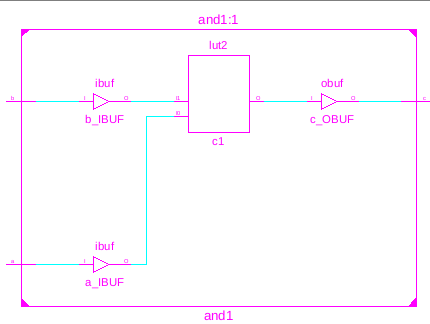 and1:1
lut2
ibuf
obuf
b
I
O
I1
O
I
O
c
I0
b_IBUF
c_OBUF
c1
ibuf
a
I
O
a_IBUF
and1